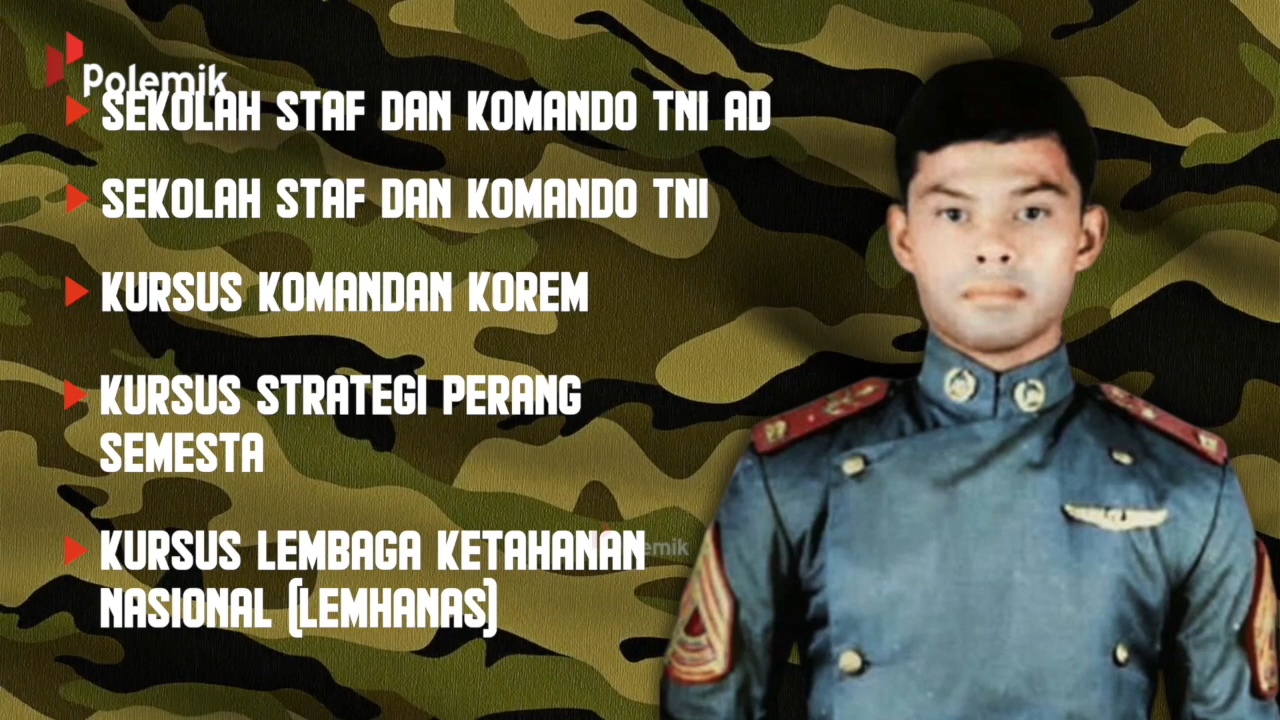 Polemik
SEKOLAH STAF DAN KOMANDO TNI AD
SEKOLAH STAF DAN KOMANDO TNI
KURSUS KOMANDAN KOREM
KURSUS STRATEGI PERANG
SEMESTA
KURSUS LEMBAGA KETAHANAN
NASIONAL (LEMHANAS)